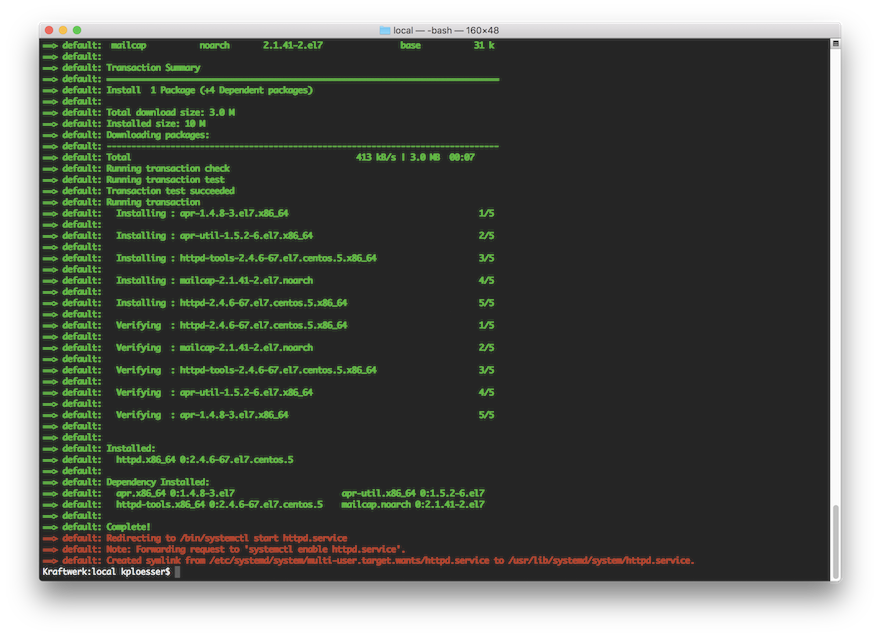 local — -bash — 160×48
==> default:  mailcap           noarch       2.1.41-2.el7                base           31 k
==> default:
==> default: Transaction Summary
==> default: ================================================================================
==> default: Install  1 Package (+4 Dependent packages)
==> default:
==> default: Total download size: 3.0 M
==> default: Installed size: 10 M
==> default: Downloading packages:
==> default: --------------------------------------------------------------------------------
==> default: Total                                              413 kB/s | 3.0 MB  00:07
==> default: Running transaction check
==> default: Running transaction test
==> default: Transaction test succeeded
==> default: Running transaction
==> default:   Installing : apr-1.4.8-3.el7.x86_64                                       1/5
==> default:
==> default:   Installing : apr-util-1.5.2-6.el7.x86_64                                  2/5
==> default:
==> default:   Installing : httpd-tools-2.4.6-67.el7.centos.5.x86_64                     3/5
==> default:
==> default:   Installing : mailcap-2.1.41-2.el7.noarch                                  4/5
==> default:
==> default:   Installing : httpd-2.4.6-67.el7.centos.5.x86_64                           5/5
==> default:
==> default:   Verifying  : httpd-2.4.6-67.el7.centos.5.x86_64                           1/5
==> default:
==> default:   Verifying  : mailcap-2.1.41-2.el7.noarch                                  2/5
==> default:
==> default:   Verifying  : httpd-tools-2.4.6-67.el7.centos.5.x86_64                     3/5
==> default:
==> default:   Verifying  : apr-util-1.5.2-6.el7.x86_64                                  4/5
==> default:
==> default:   Verifying  : apr-1.4.8-3.el7.x86_64                                       5/5
==> default:
==> default:
==> default: Installed:
==> default:   httpd.x86_64 0:2.4.6-67.el7.centos.5
==> default:
==> default: Dependency Installed:
==> default:   apr.x86_64 0:1.4.8-3.el7                      apr-util.x86_64 0:1.5.2-6.el7
==> default:   httpd-tools.x86_64 0:2.4.6-67.el7.centos.5    mailcap.noarch 0:2.1.41-2.el7
==> default:
==> default: Complete!
==> default: Redirecting to /bin/systemctl start httpd.service
==> default: Note: Forwarding request to 'systemctl enable httpd.service'.
==> default: Created symlink from /etc/systemd/system/multi-user.target.wants/httpd.service to /usr/lib/systemd/system/httpd.service.
Kraftwerk:local kploesser$